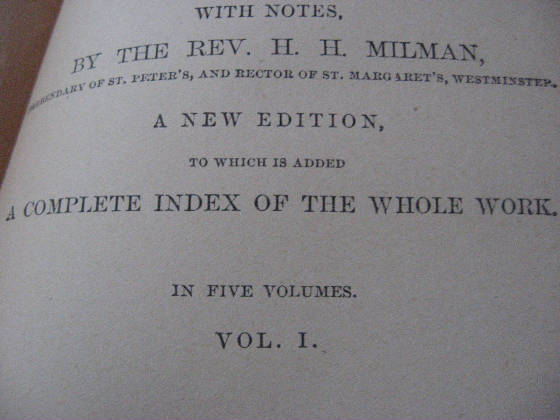 WITH NOTES,
BY THE REV. H. H. MILMAN,
PREBENDARY OF ST. PETER'S, AND RECTOR OF ST. MARGARET'S, WESTMINSTER.
A NEW EDITION,
TO WHICH IS ADDED
A COMPLETE INDEX OF THE WHOLE WORK.
IN FIVE VOLUMES.
VOL. I.